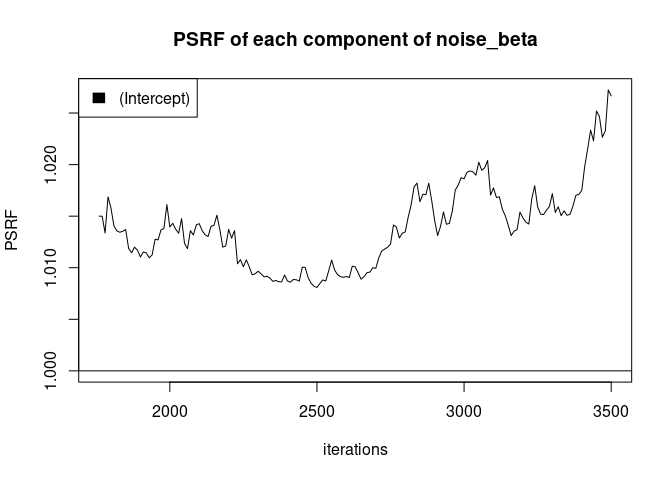 PSRF of each component of noise_beta
(Intercept)
PSRF
1.020
1.010
1.000
2000 2500 3000 3500
iterations